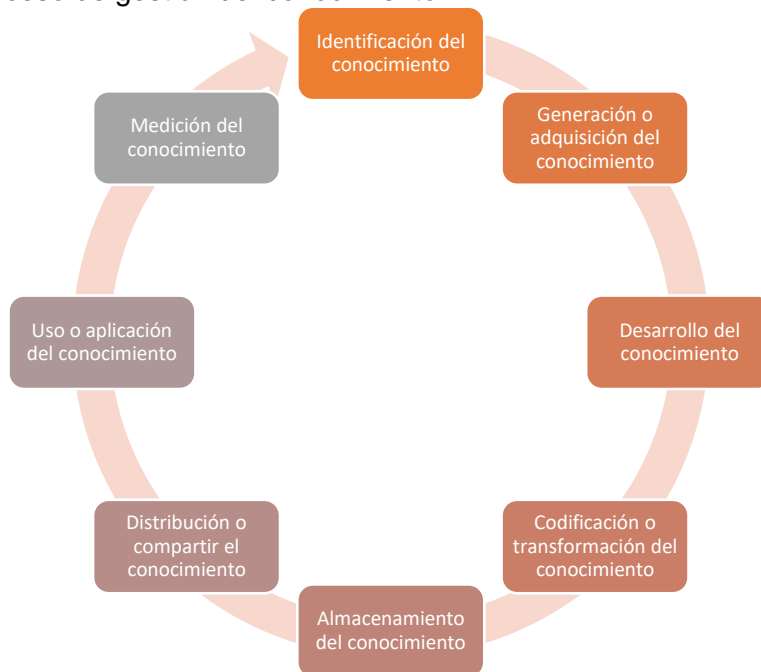 Identificación del
conocimiento
Generación o
adquisición del
conocimiento
Desarrollo del
conocimiento
Codificación o
transformación del
conocimiento
Almacenamiento
del conocimiento
Distribución o
compartir el
conocimiento
Uso o aplicación
del conocimiento
Medición del
conocimiento